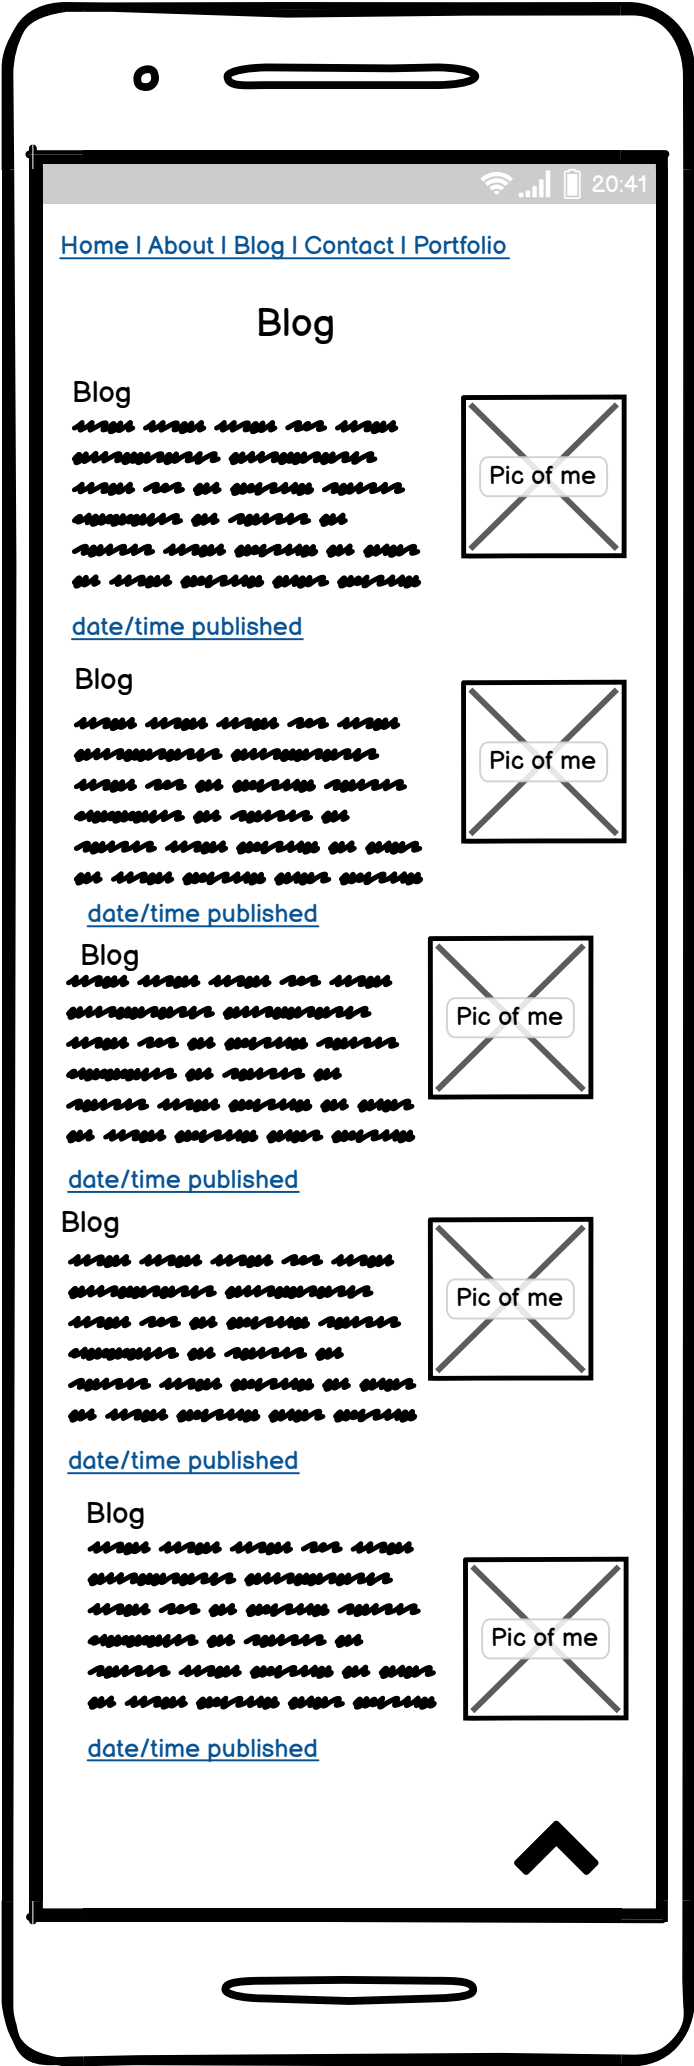 20:41
Home | About | Blog | Contact | Portfolio
Blog
Blog
Pic of me
date/time published
Blog
Pic of me
date/time published
Blog
Pic of me
date/time published
Blog
Pic of me
date/time published
Blog
Pic of me
date/time published